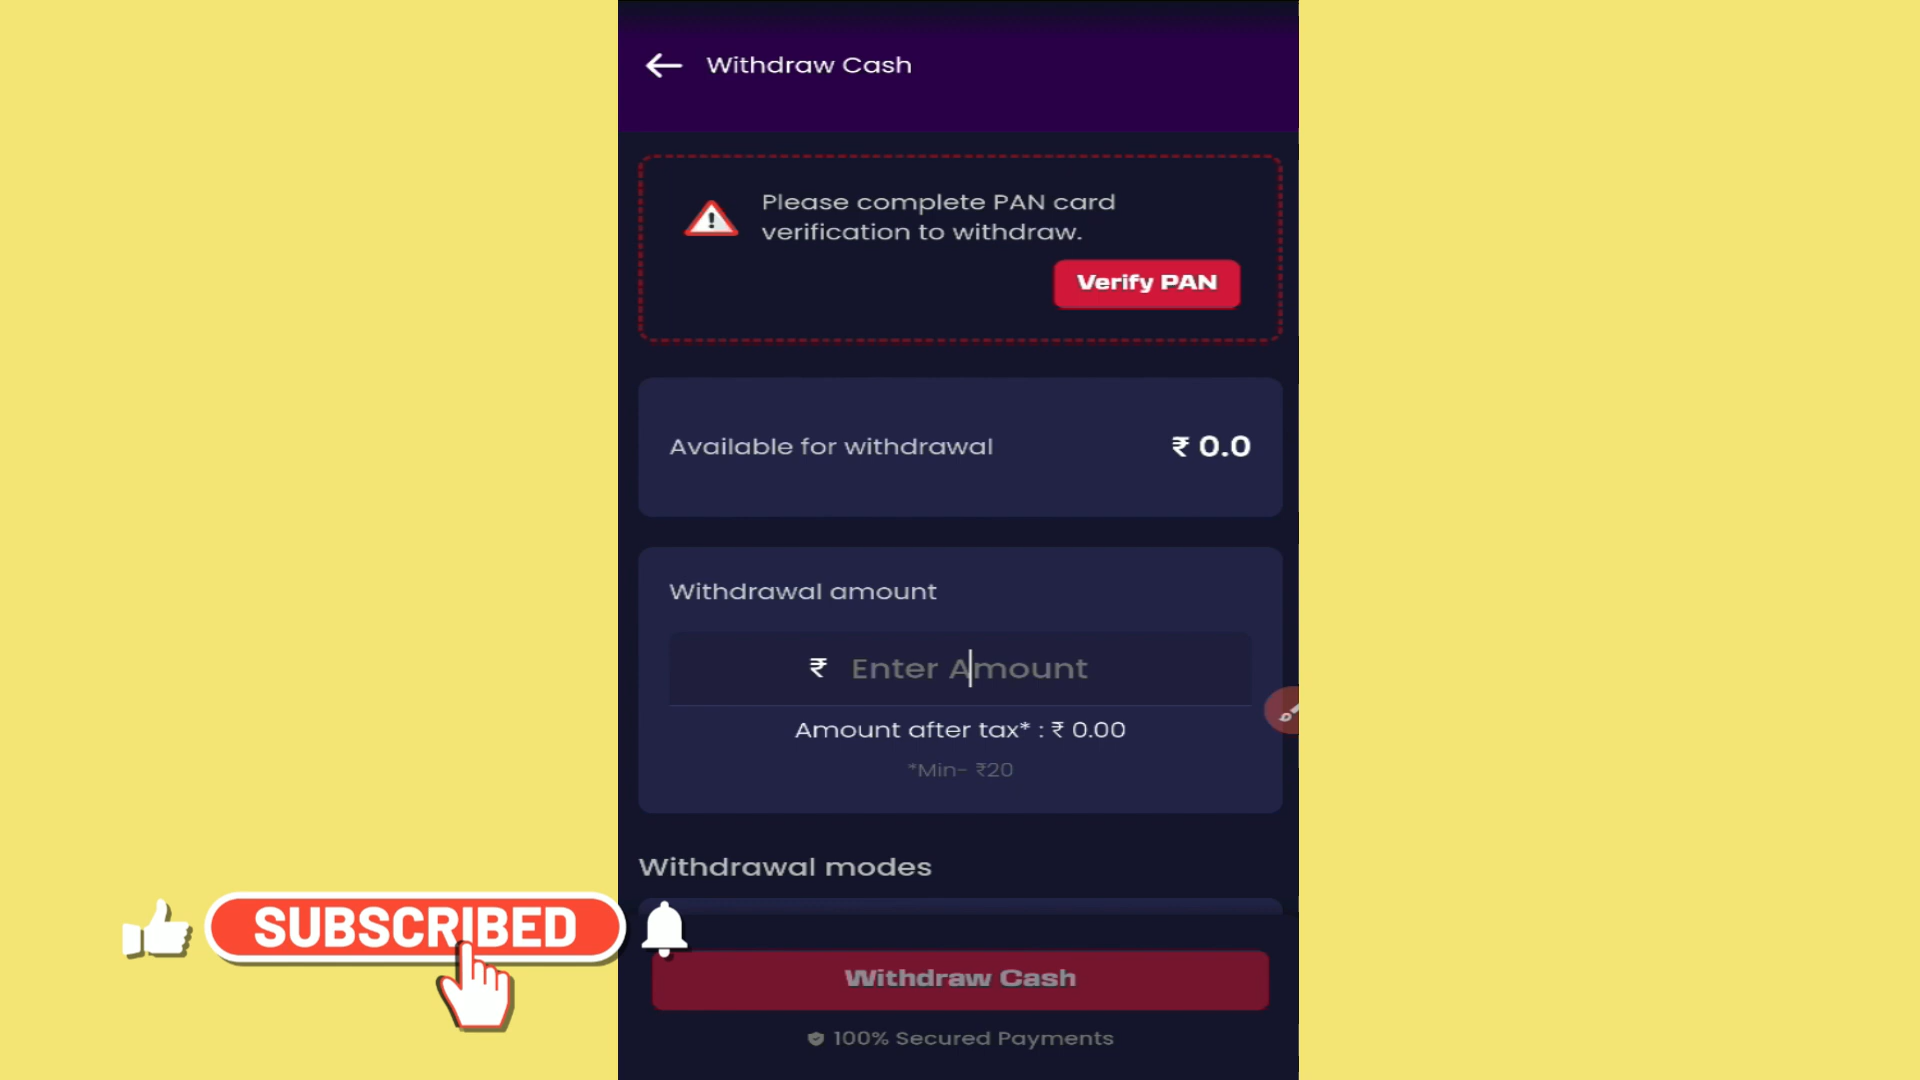 Withdraw Cash
Please complete PAN card
verification to withdraw.
Verify PAN
Available for withdrawal
₹ 0.0
Withdrawal amount
₹ Enter Amount
Amount after tax* : ₹ 0.00
*Min- ₹20
Withdrawal modes
SUBSCRIBED
Withdraw Cash
100% Secured Payments